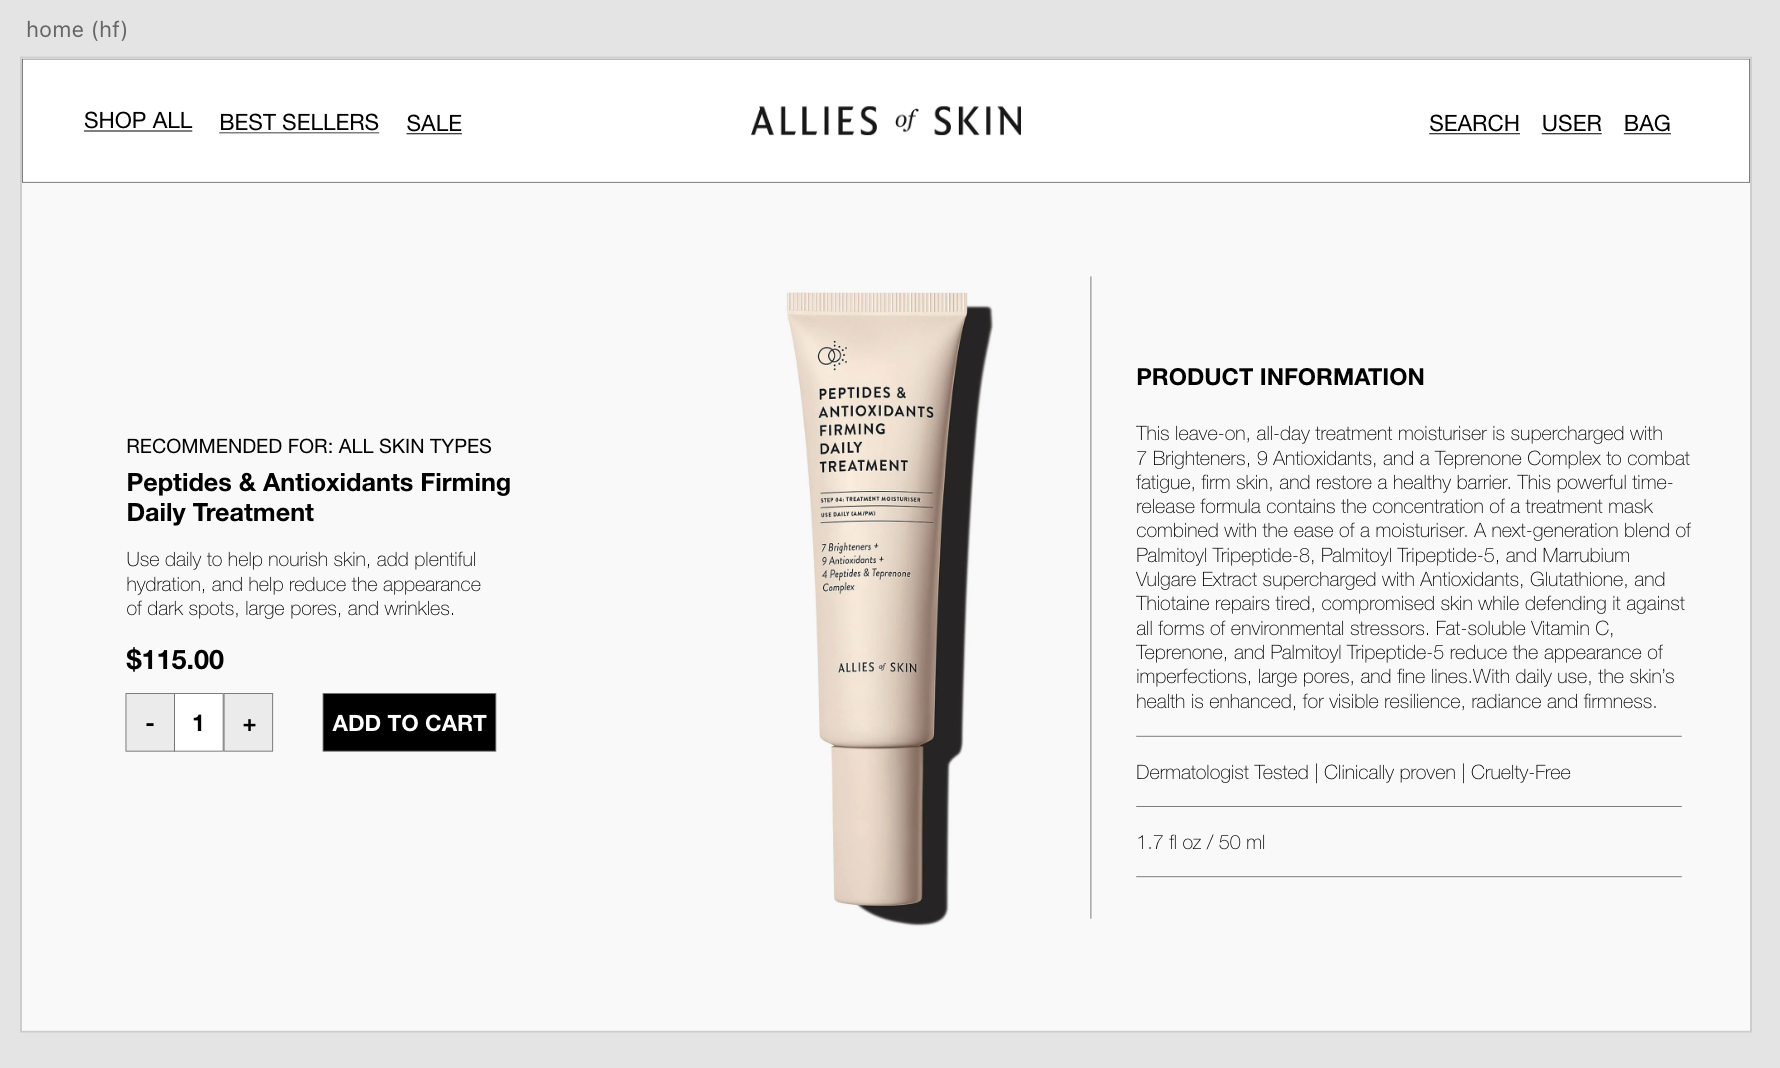 home (hf)
SHOP ALL BEST SELLERS SALE
ALLIES of SKIN
SEARCH USER BAG
RECOMMENDED FOR: ALL SKIN TYPES
Peptides & Antioxidants Firming
Daily Treatment
Use daily to help nourish skin, add plentiful
hydration, and help reduce the appearance
of dark spots, large pores, and wrinkles.
$115.00
- 1 +
ADD TO CART
PEPTIDES &
ANTIOXIDANTS
FIRMING
DAILY
TREATMENT
STEP 04: TREATMENT MOISTURISER
USE DAILY (AM/PM)
7 Brighteners +
9 Antioxidants +
4 Peptides & Teprenone
Complex
ALLIES of SKIN
PRODUCT INFORMATION
This leave-on, all-day treatment moisturiser is supercharged with
7 Brighteners, 9 Antioxidants, and a Teprenone Complex to combat
fatigue, firm skin, and restore a healthy barrier. This powerful time-
release formula contains the concentration of a treatment mask
combined with the ease of a moisturiser. A next-generation blend of
Palmitoyl Tripeptide-8, Palmitoyl Tripeptide-5, and Marrubium
Vulgare Extract supercharged with Antioxidants, Glutathione, and
Thiotaine repairs tired, compromised skin while defending it against
all forms of environmental stressors. Fat-soluble Vitamin C,
Teprenone, and Palmitoyl Tripeptide-5 reduce the appearance of
imperfections, large pores, and fine lines.With daily use, the skin’s
health is enhanced, for visible resilience, radiance and firmness.
Dermatologist Tested | Clinically proven | Cruelty-Free
1.7 fl oz / 50 ml